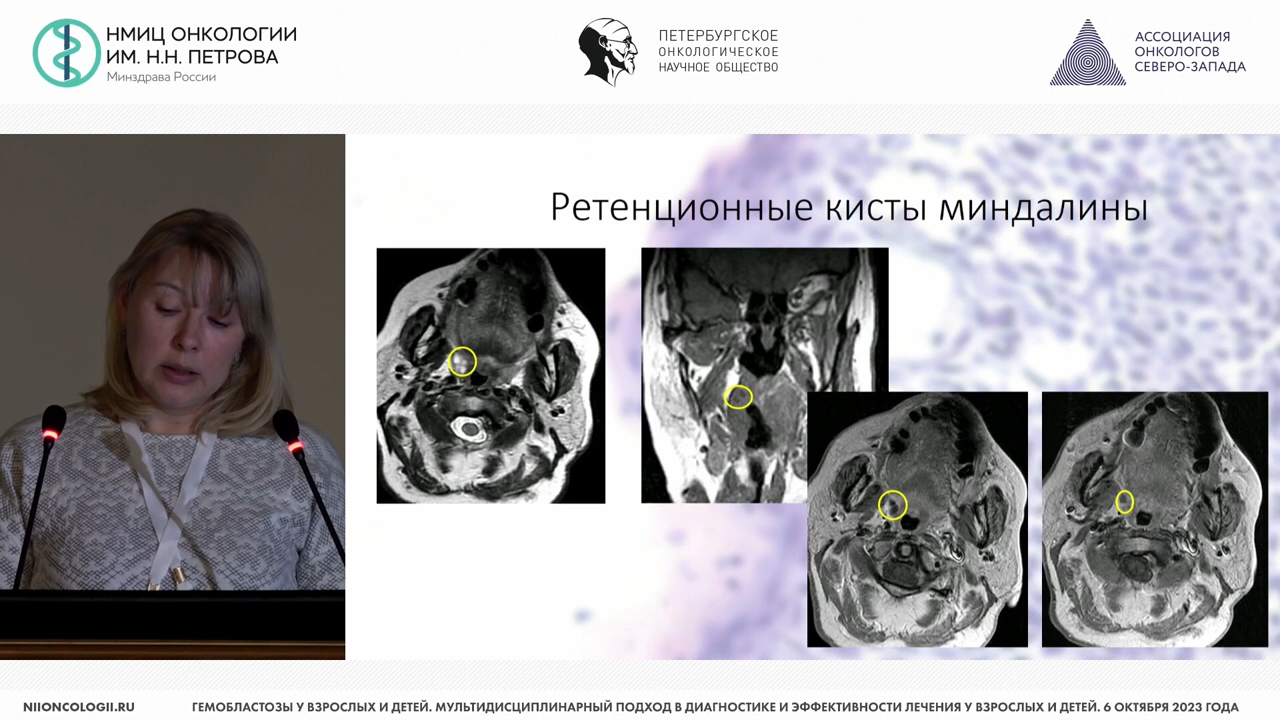 НМИЦ ОНКОЛОГИИ
ИМ. Н.Н. ПЕТРОВА
Минздрава России
ПЕТЕРБУРГСКОЕ
ОНКОЛОГИЧЕСКОЕ
НАУЧНОЕ ОБЩЕСТВО
АССОЦИАЦИЯ
ОНКОЛОГОВ
СЕВЕРО-ЗАПАДА
Ретенционные кисты миндалины
NIIONCOLOGII.RU
ГЕМОБЛАСТОЗЫ У ВЗРОСЛЫХ И ДЕТЕЙ. МУЛЬТИДИСЦИПЛИНАРНЫЙ ПОДХОД В ДИАГНОСТИКЕ И ЭФФЕКТИВНОСТИ ЛЕЧЕНИЯ У ВЗРОСЛЫХ И ДЕТЕЙ. 6 ОКТЯБРЯ 2023 ГОДА